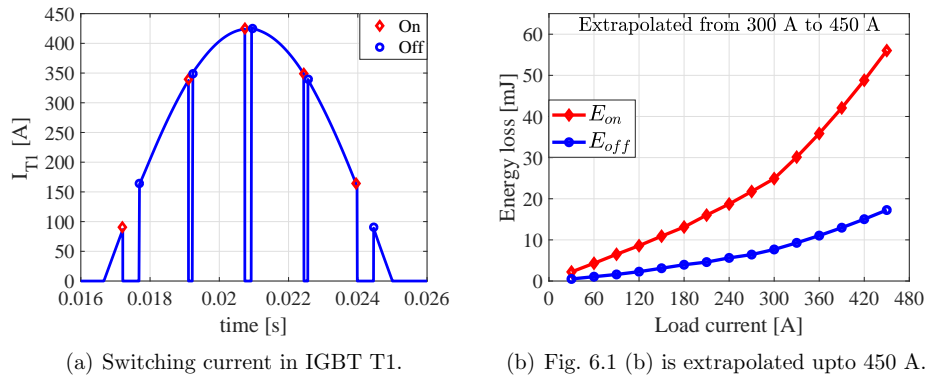 450
400
350
300
250
200
150
100
50
0
I_T1 [A]
On
Off
0.016 0.018 0.02 0.022 0.024 0.026
time [s]
(a) Switching current in IGBT T1.
Extrapolated from 300 A to 450 A
60
50
40
30
20
10
0
Energy loss [mJ]
E_on
E_off
0 60 120 180 240 300 360 420 480
Load current [A]
(b) Fig. 6.1 (b) is extrapolated upto 450 A.